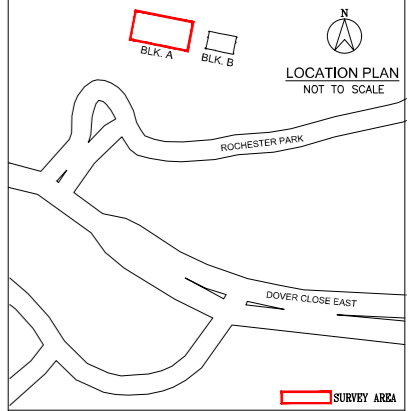 N
BLK. A
BLK. B
LOCATION PLAN
NOT TO SCALE
ROCHESTER PARK
DOVER CLOSE EAST
SURVEY AREA